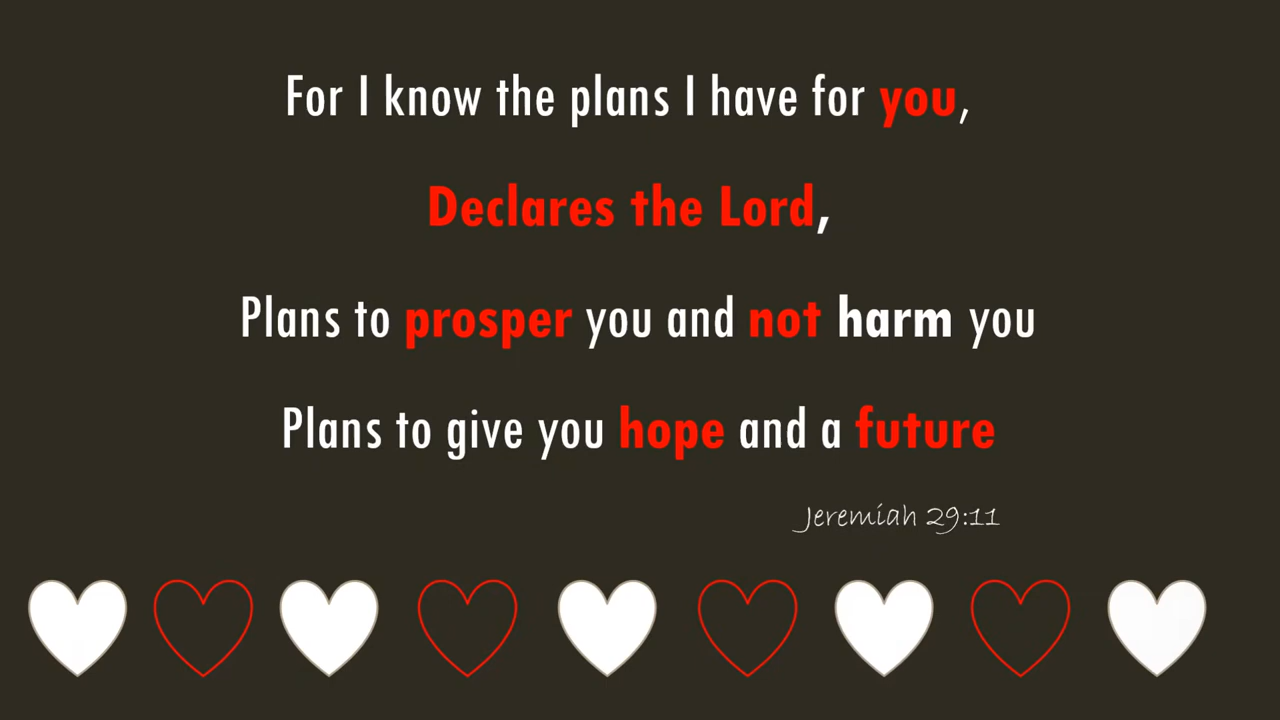 For I know the plans I have for you,
Declares the Lord,
Plans to prosper you and not harm you
Plans to give you hope and a future
Jeremiah 29:11